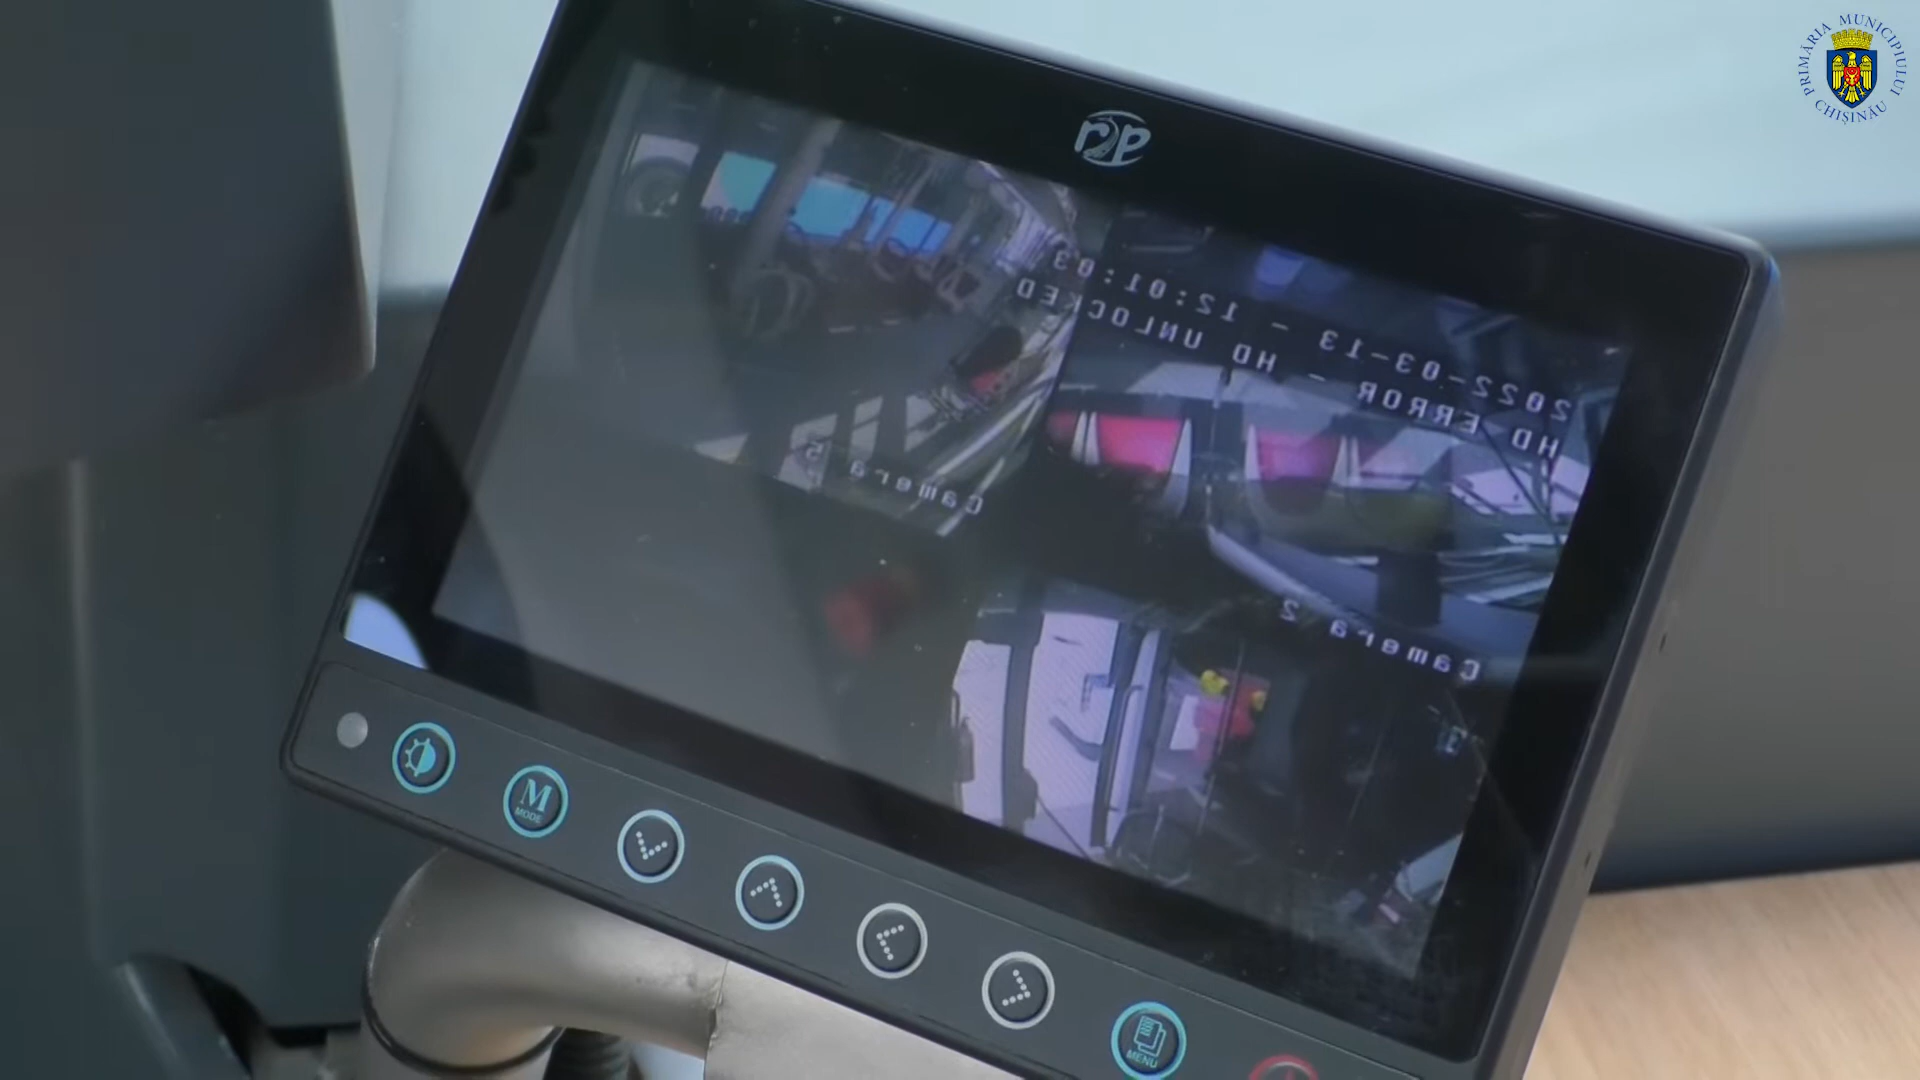 PRIMĂRIA MUNICIPIULUI CHIȘINĂU
rp
2022-03-13 - 12:01:03
HD ERROR - HD UNLOCKED
Camera 5
Camera 2
M
MODE
MENU